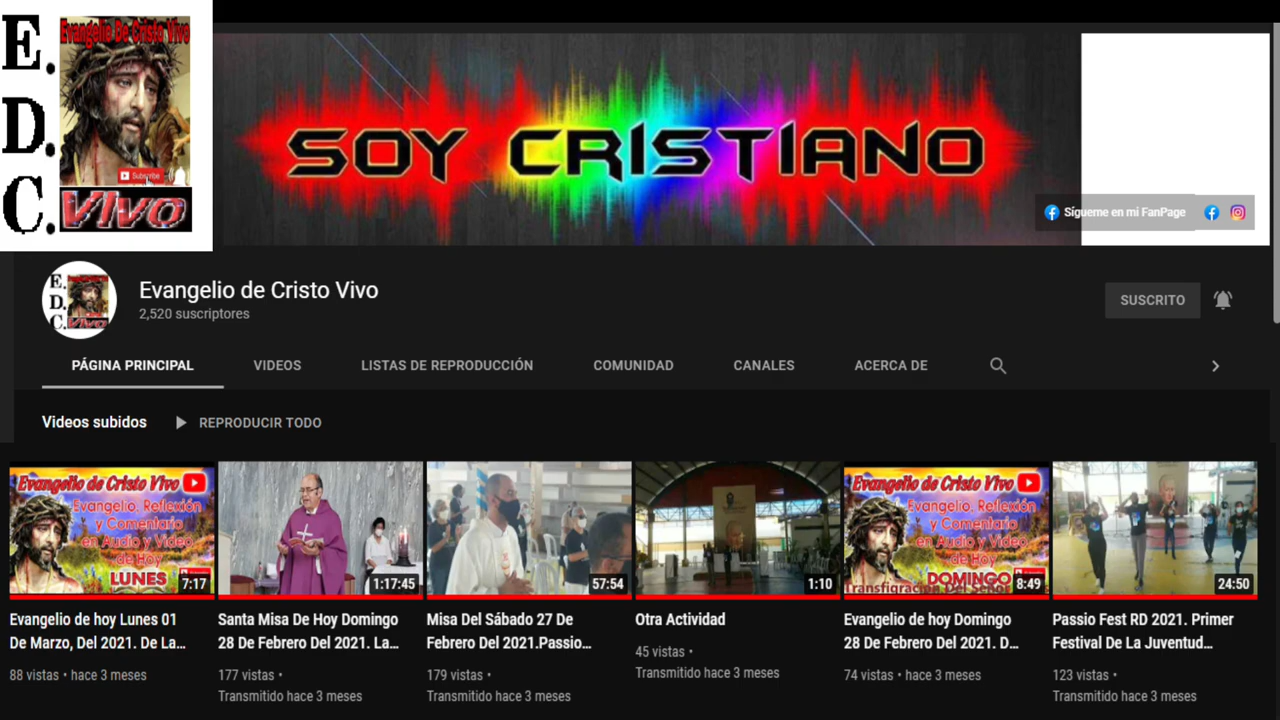 E.
D.
C.
Evangelio De Cristo Vivo
Subscribe
Vivo
SOY CRISTIANO
Sígueme en mi FanPage
E.
D.
C.
Vivo
Evangelio de Cristo Vivo
2,520 suscriptores
SUSCRITO
PÁGINA PRINCIPAL
VIDEOS
LISTAS DE REPRODUCCIÓN
COMUNIDAD
CANALES
ACERCA DE
Videos subidos
REPRODUCIR TODO
Evangelio de Cristo Vivo
Evangelio, Reflexión
y Comentario
en Audio y Video
de Hoy
LUNES
7:17
Evangelio de hoy Lunes 01
De Marzo, Del 2021. De La...
88 vistas • hace 3 meses
1:17:45
Santa Misa De Hoy Domingo
28 De Febrero Del 2021. La...
177 vistas •
Transmitido hace 3 meses
57:54
Misa Del Sábado 27 De
Febrero Del 2021.Passio...
179 vistas •
Transmitido hace 3 meses
1:10
Otra Actividad
45 vistas •
Transmitido hace 3 meses
Evangelio de Cristo Vivo
Evangelio, Reflexión
y Comentario
en Audio y Video
de Hoy
DOMINGO
8:49
Evangelio de hoy Domingo
28 De Febrero Del 2021. D...
74 vistas • hace 3 meses
24:50
Passio Fest RD 2021. Primer
Festival De La Juventud...
123 vistas •
Transmitido hace 3 meses